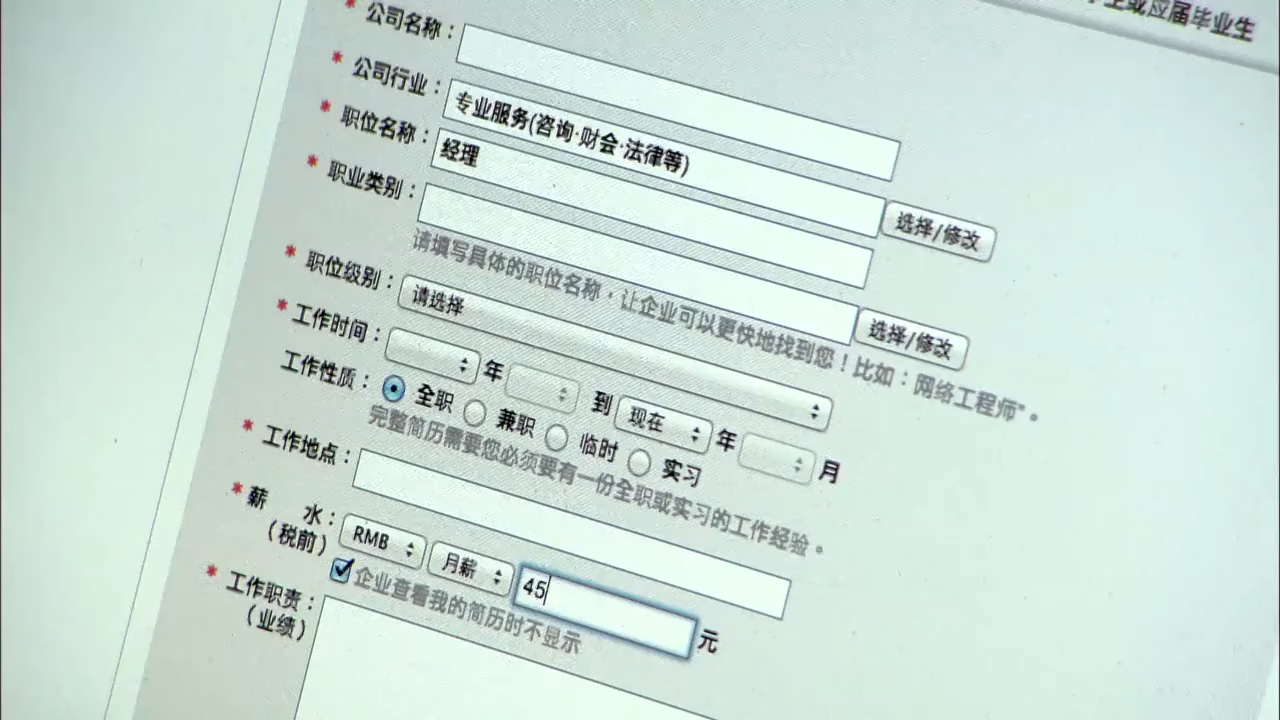 或应届毕业生
* 公司名称：
* 公司行业： 专业服务(咨询·财会·法律等) 选择/修改
* 职位名称： 经理
* 职业类别： 选择/修改
请填写具体的职位名称，让企业可以更快地找到您！比如：网络工程师"。
* 职位级别： 请选择
* 工作时间： 年 到 现在 年 月
工作性质： 全职 兼职 临时 实习
完整简历需要您必须要有一份全职或实习的工作经验。
* 工作地点：
* 薪 水： RMB 月薪 45 元
（税前）
企业查看我的简历时不显示
* 工作职责：
（业绩）